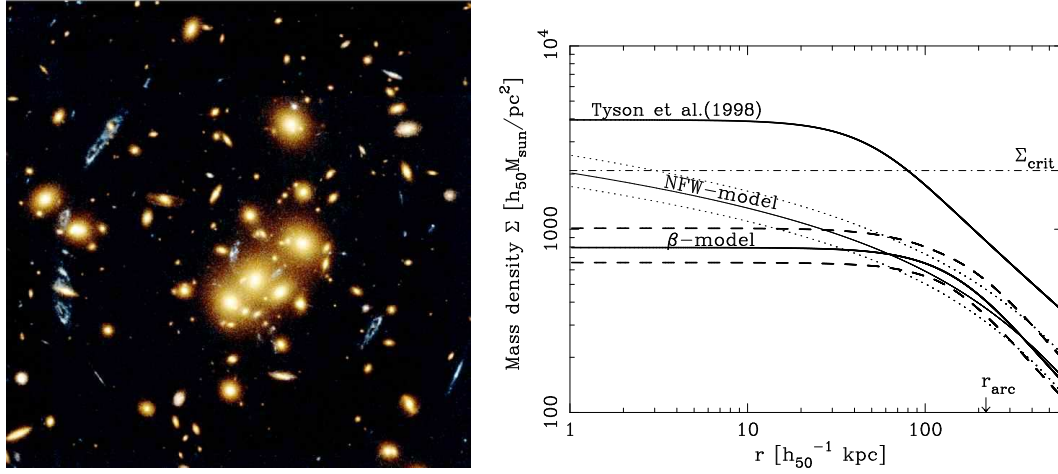 10⁴
Tyson et al.(1998)
Σcrit
NFW-model
1000
β-model
100
rarc
1
10
100
r [h₅₀⁻¹ kpc]
Mass density Σ [h₅₀M_sun/pc²]